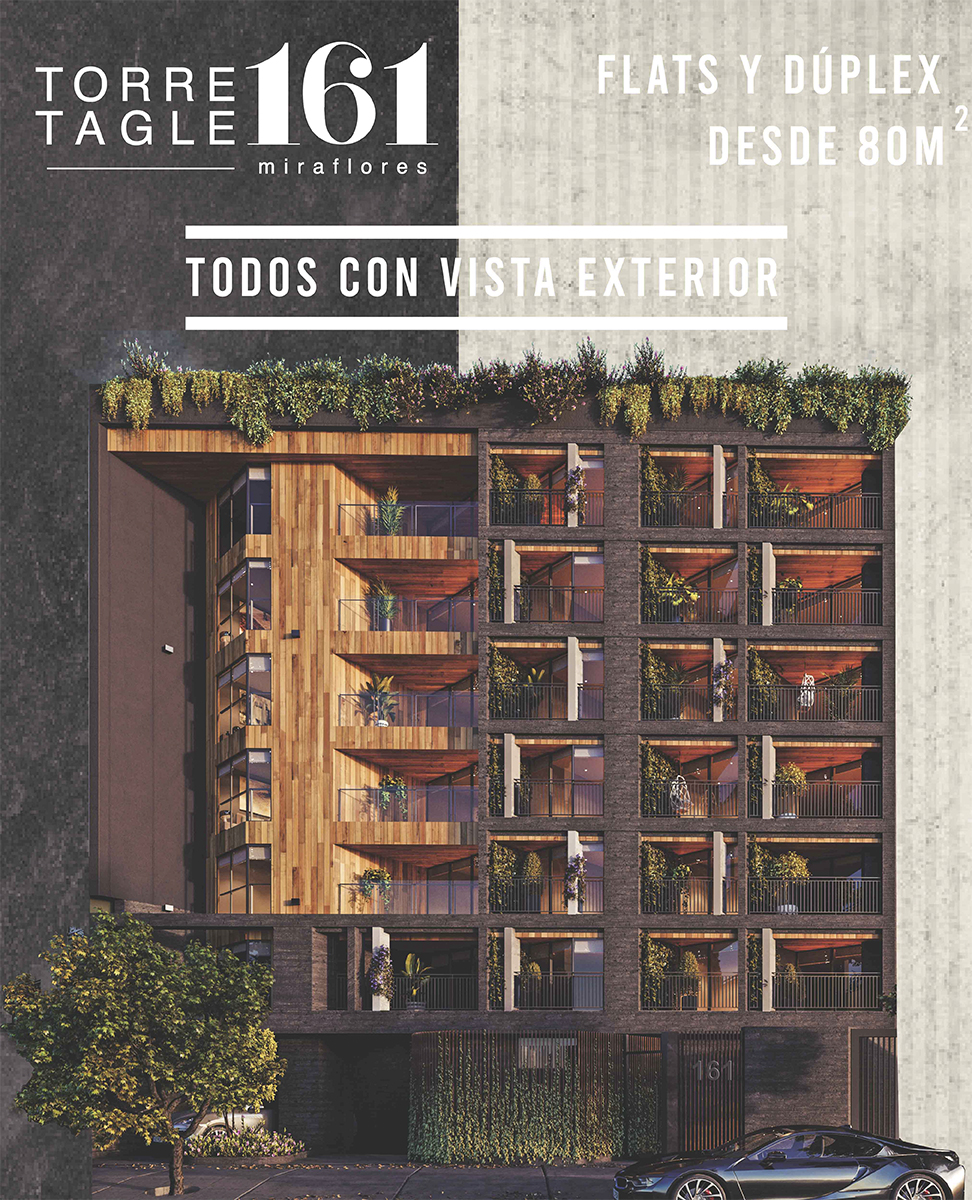 TORRE
TAGLE 161
miraflores
FLATS Y DÚPLEX
DESDE 80M²
TODOS CON VISTA EXTERIOR
161